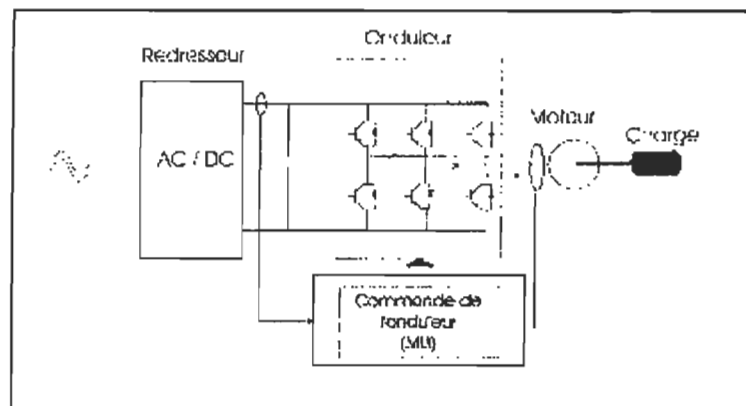 Onduleur
Redresseur
Moteur
Charge
AC / DC
Commande de
l'onduleur
(MLI)